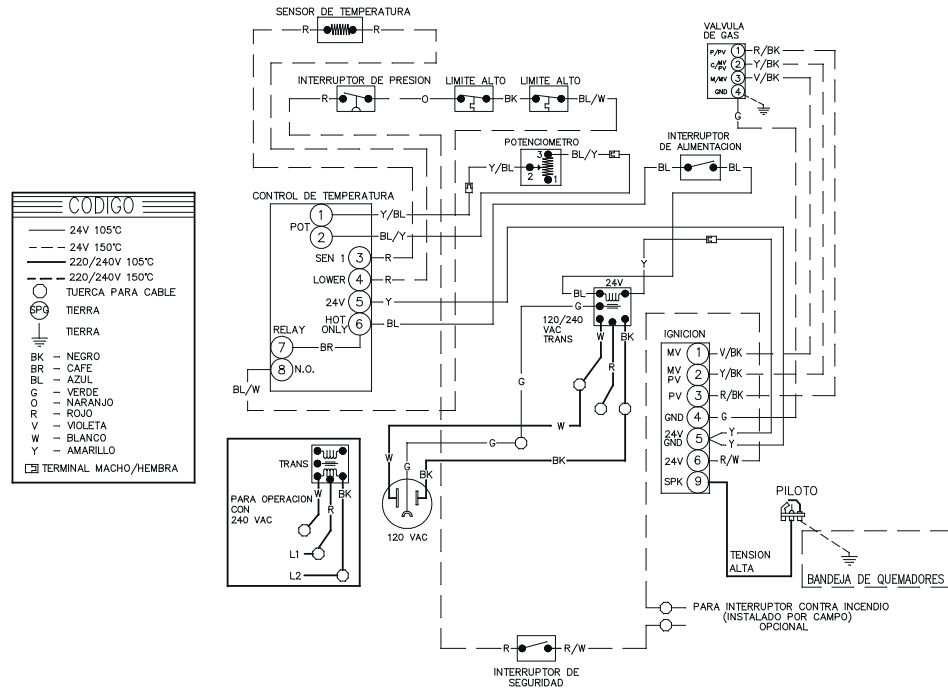 SENSOR DE TEMPERATURA
R R
VALVULA
DE GAS
P/PV 1 R/BK
C/MV PV 2 Y/BK
M/MV 3 V/BK
GND 4
G
INTERRUPTOR DE PRESION LIMITE ALTO LIMITE ALTO
R O BK BL/W
POTENCIOMETRO
3 BL/Y
Y/BL 2 1
INTERRUPTOR
DE ALIMENTACION
BL BL
CODIGO
24V 105°C
24V 150°C
220/240V 105°C
220/240V 150°C
TUERCA PARA CABLE
SPG TIERRA
TIERRA
BK - NEGRO
BR - CAFE
BL - AZUL
G - VERDE
O - NARANJO
R - ROJO
V - VIOLETA
W - BLANCO
Y - AMARILLO
TERMINAL MACHO/HEMBRA
CONTROL DE TEMPERATURA
1 Y/BL
POT
2 BL/Y
SEN 1 3 R
LOWER 4 R
24V 5 Y
HOT
ONLY 6 BL
RELAY
7 BR
8 N.O.
BL/W
Y
24V
BL
G
120/240
VAC
TRANS
W R BK
G
W
G
BK
W G BK
120 VAC
TRANS
W R BK
PARA OPERACION
CON
240 VAC
L1
L2
IGNICION
MV 1 V/BK
MV
PV 2 Y/BK
PV 3 R/BK
GND 4 G
24V
GND 5 Y Y
24V 6 R/W
SPK 9
PILOTO
TENSION
ALTA
BANDEJA DE QUEMADORES
PARA INTERRUPTOR CONTRA INCENDIO
(INSTALADO POR CAMPO)
OPCIONAL
R R/W
INTERRUPTOR DE
SEGURIDAD